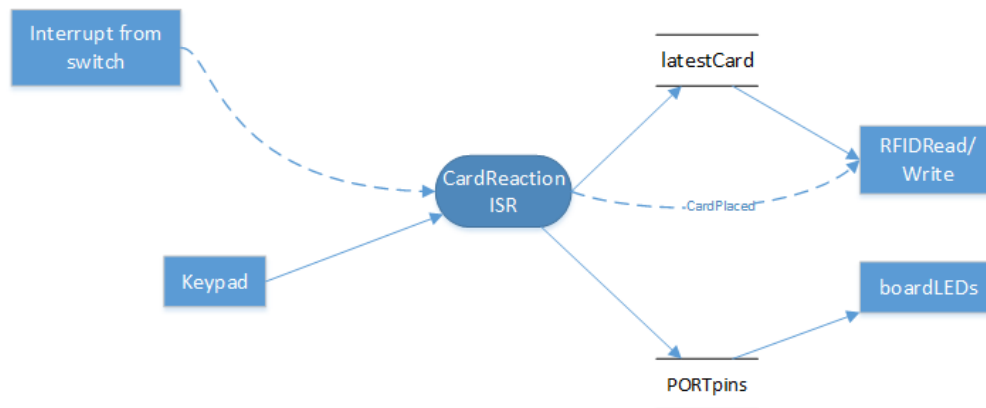 Interrupt from
switch
latestCard
RFIDRead/
Write
CardReaction
ISR
CardPlaced
Keypad
boardLEDs
PORTpins